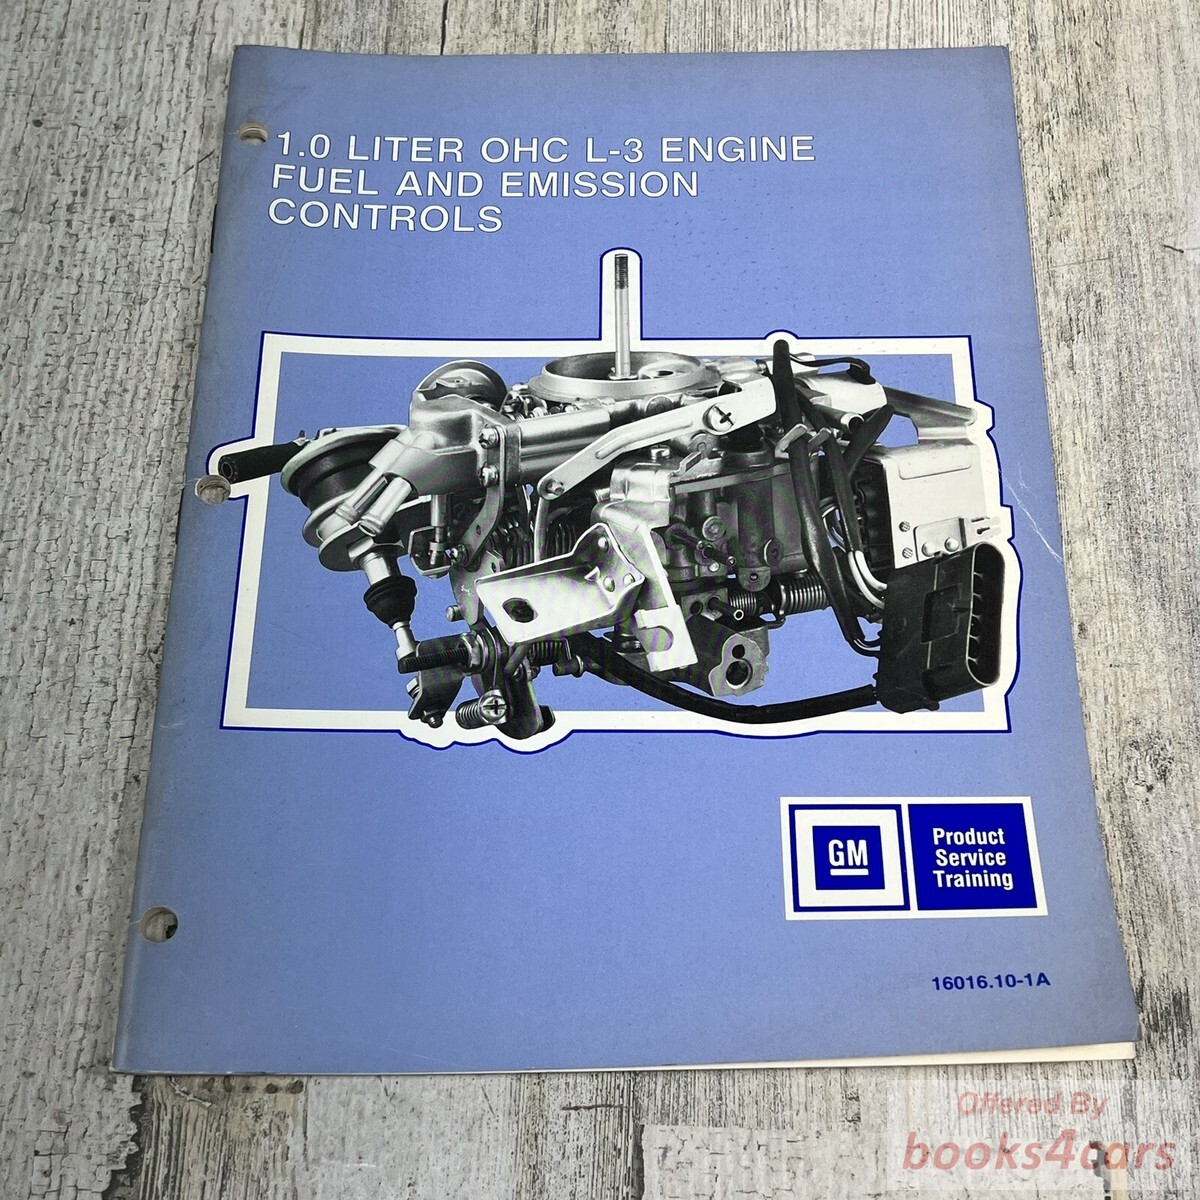 1.0 LITER OHC L-3 ENGINE
FUEL AND EMISSION
CONTROLS
GM
Product
Service
Training
16016.10-1A
Offered By
books4cars